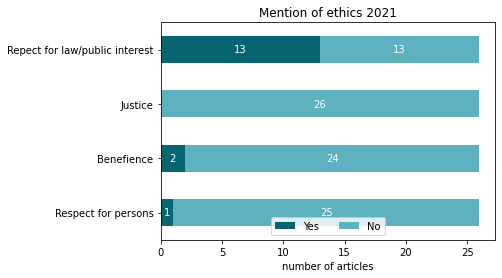 Mention of ethics 2021
Repect for law/public interest
13 13
Justice
26
Benefience
2 24
Respect for persons
1 25
Yes No
0 5 10 15 20 25
number of articles